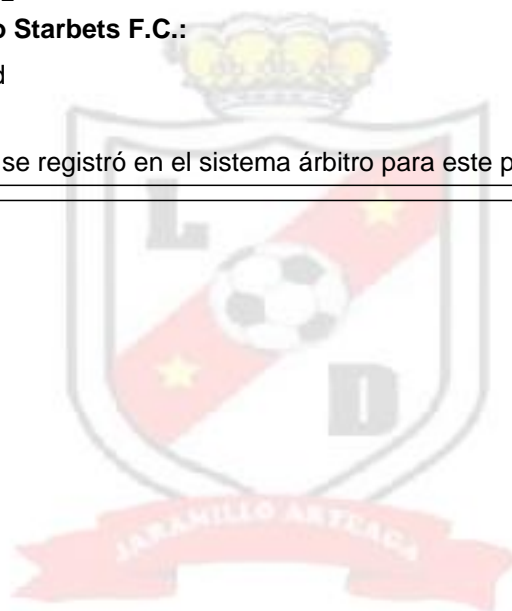 o Starbets F.C.:
d
se registró en el sistema árbitro para este p
L
D
JARAMILLO ARTEAGA